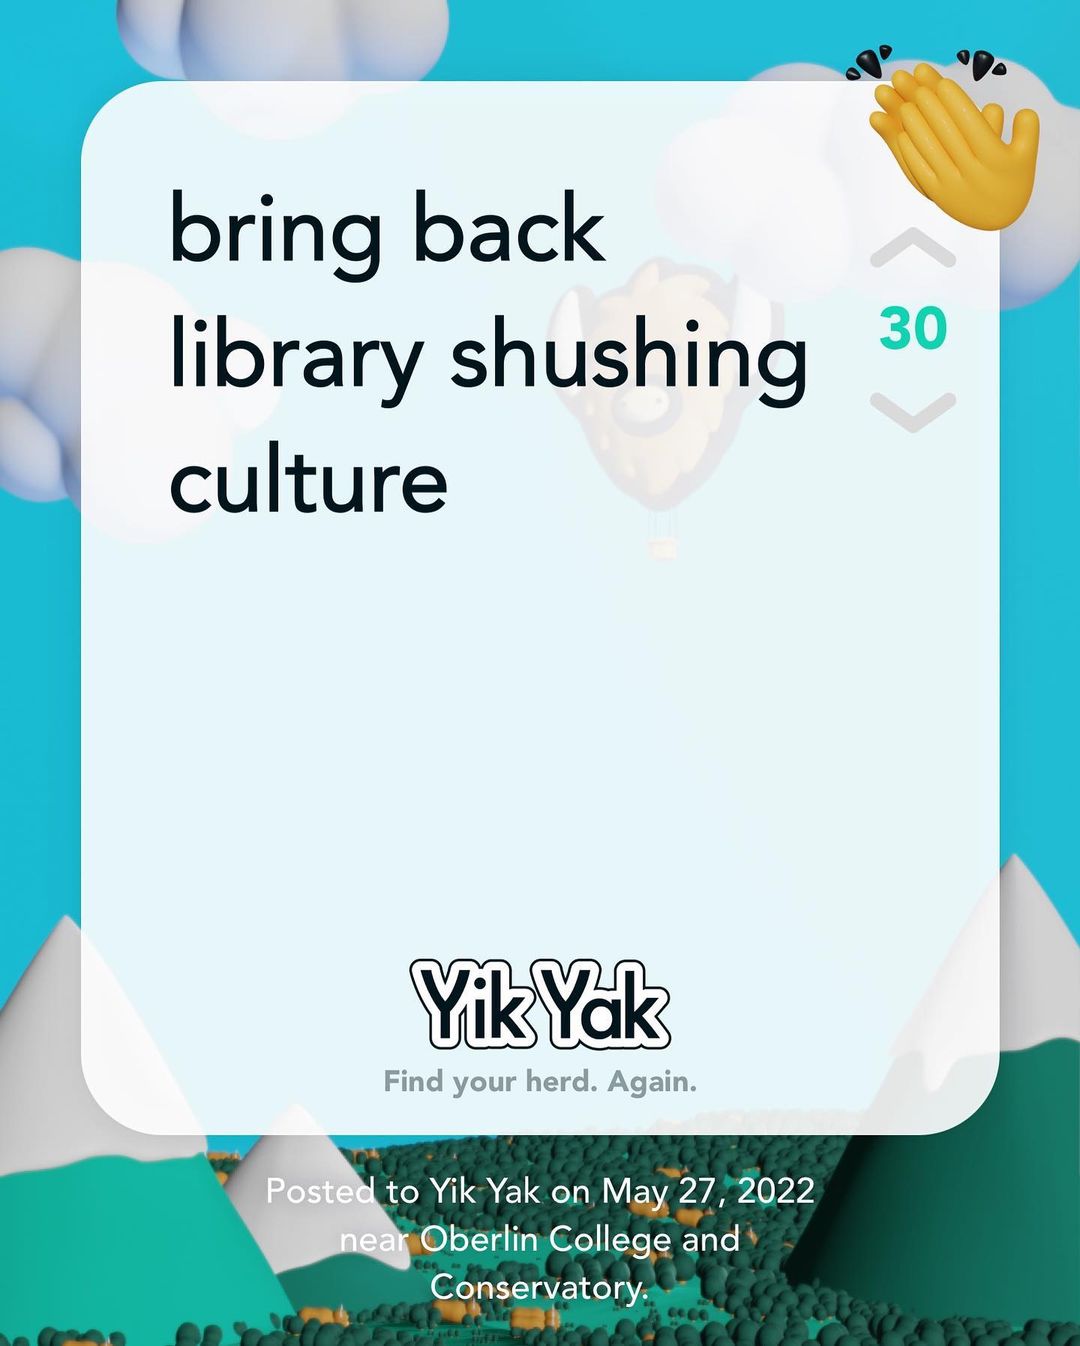 bring back
library shushing
culture
30
Yik Yak
Find your herd. Again.
Posted to Yik Yak on May 27, 2022
near Oberlin College and
Conservatory.